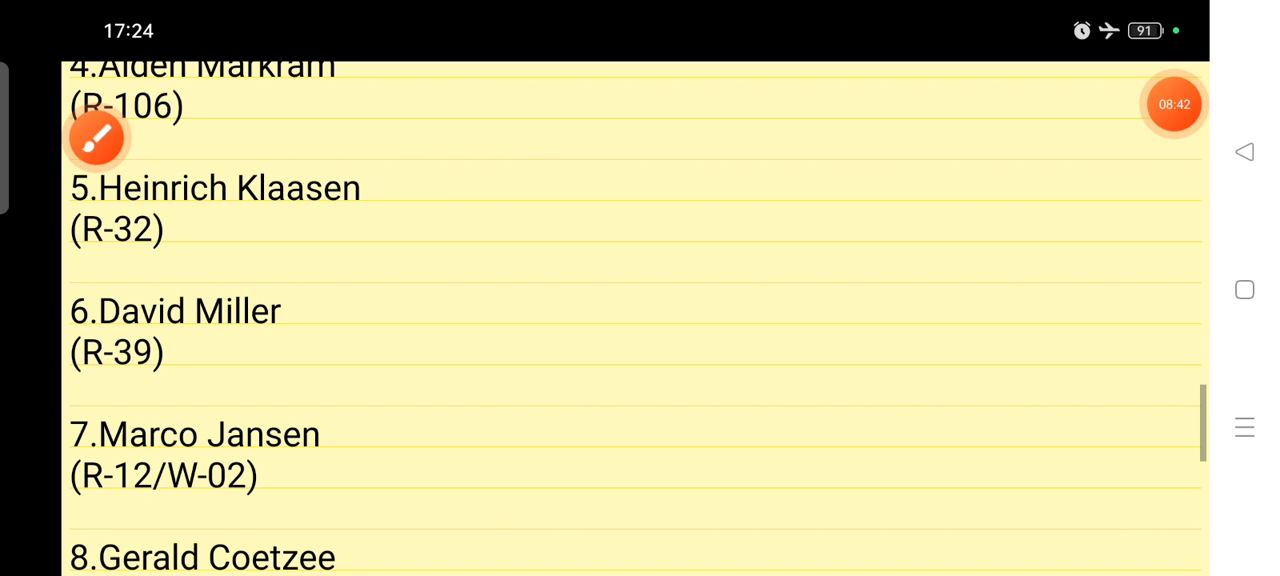 17:24
91
4.Aiden Markram
(R-106)
08:42
5.Heinrich Klaasen
(R-32)
6.David Miller
(R-39)
7.Marco Jansen
(R-12/W-02)
8.Gerald Coetzee